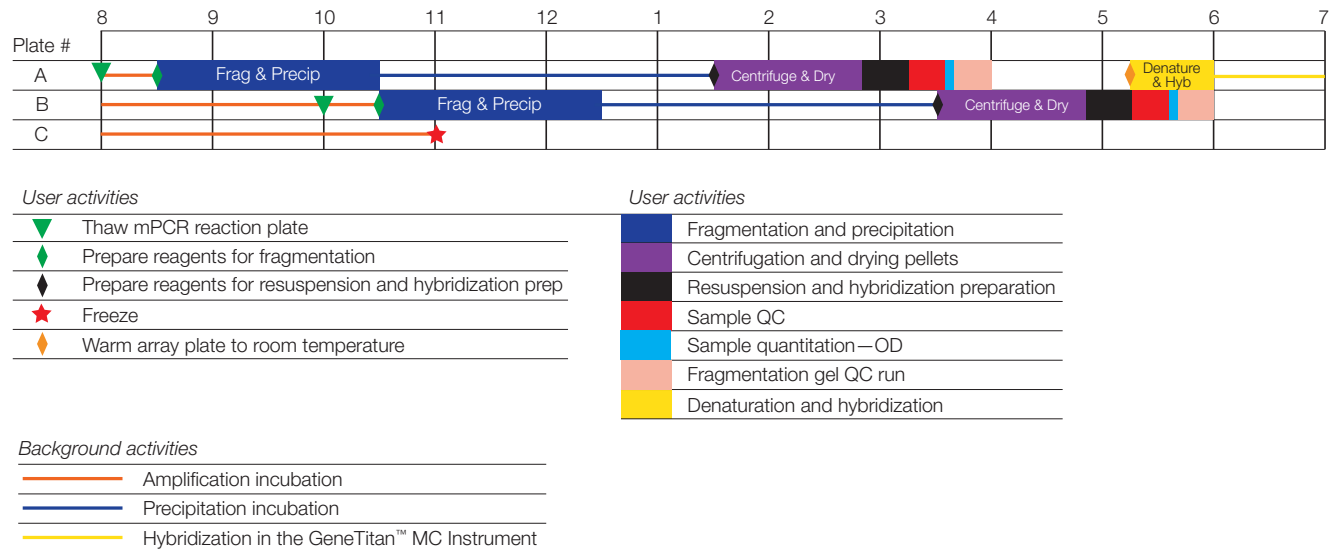 8 9 10 11 12 1 2 3 4 5 6 7
Plate #
A Frag & Precip Centrifuge & Dry Denature & Hyb
B Frag & Precip Centrifuge & Dry
C
User activities
Thaw mPCR reaction plate
Prepare reagents for fragmentation
Prepare reagents for resuspension and hybridization prep
Freeze
Warm array plate to room temperature
User activities
Fragmentation and precipitation
Centrifugation and drying pellets
Resuspension and hybridization preparation
Sample QC
Sample quantitation—OD
Fragmentation gel QC run
Denaturation and hybridization
Background activities
Amplification incubation
Precipitation incubation
Hybridization in the GeneTitan™ MC Instrument